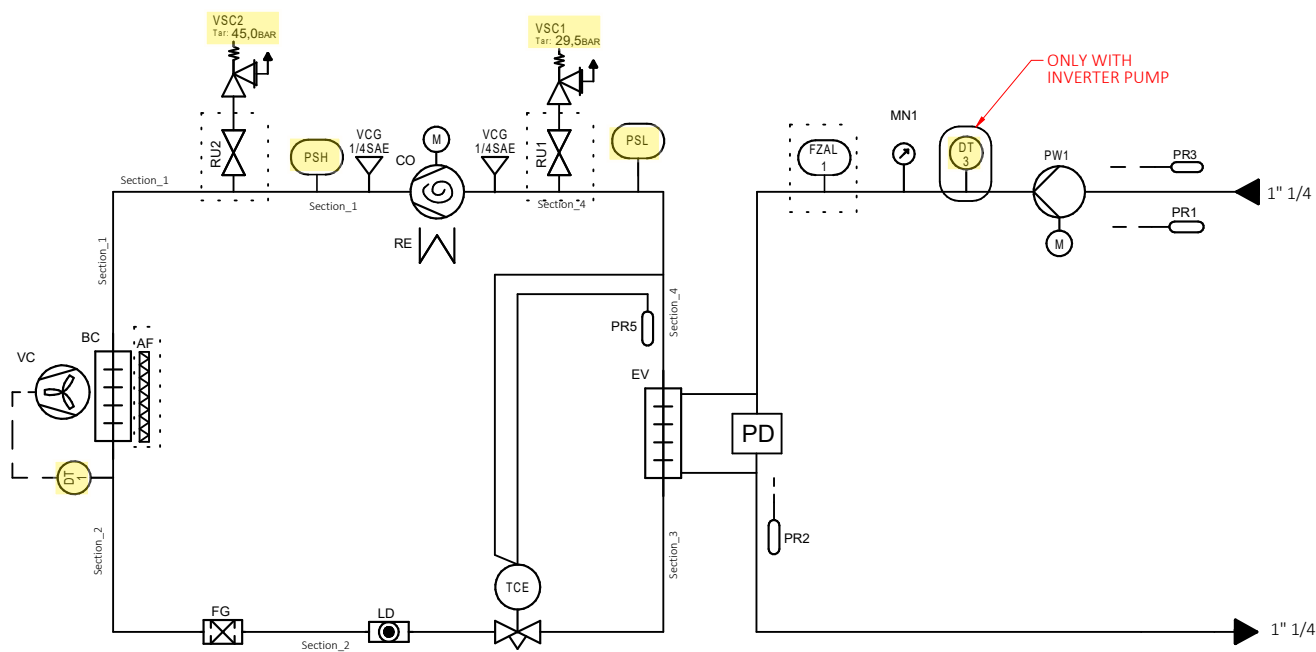 VSC2
Tar: 45,0BAR
VSC1
Tar: 29,5BAR
ONLY WITH
INVERTER PUMP
MN1
RU2
PSH
VCG
1/4SAE
CO
M
VCG
1/4SAE
RU1
PSL
FZAL
1
DT
3
PW1
PR3
Section_1
Section_1
Section_4
1" 1/4
PR1
RE
M
Section_1
Section_4
PR5
BC
AF
VC
EV
PD
DT
1
Section_2
Section_3
PR2
TCE
FG
LD
Section_2
1" 1/4